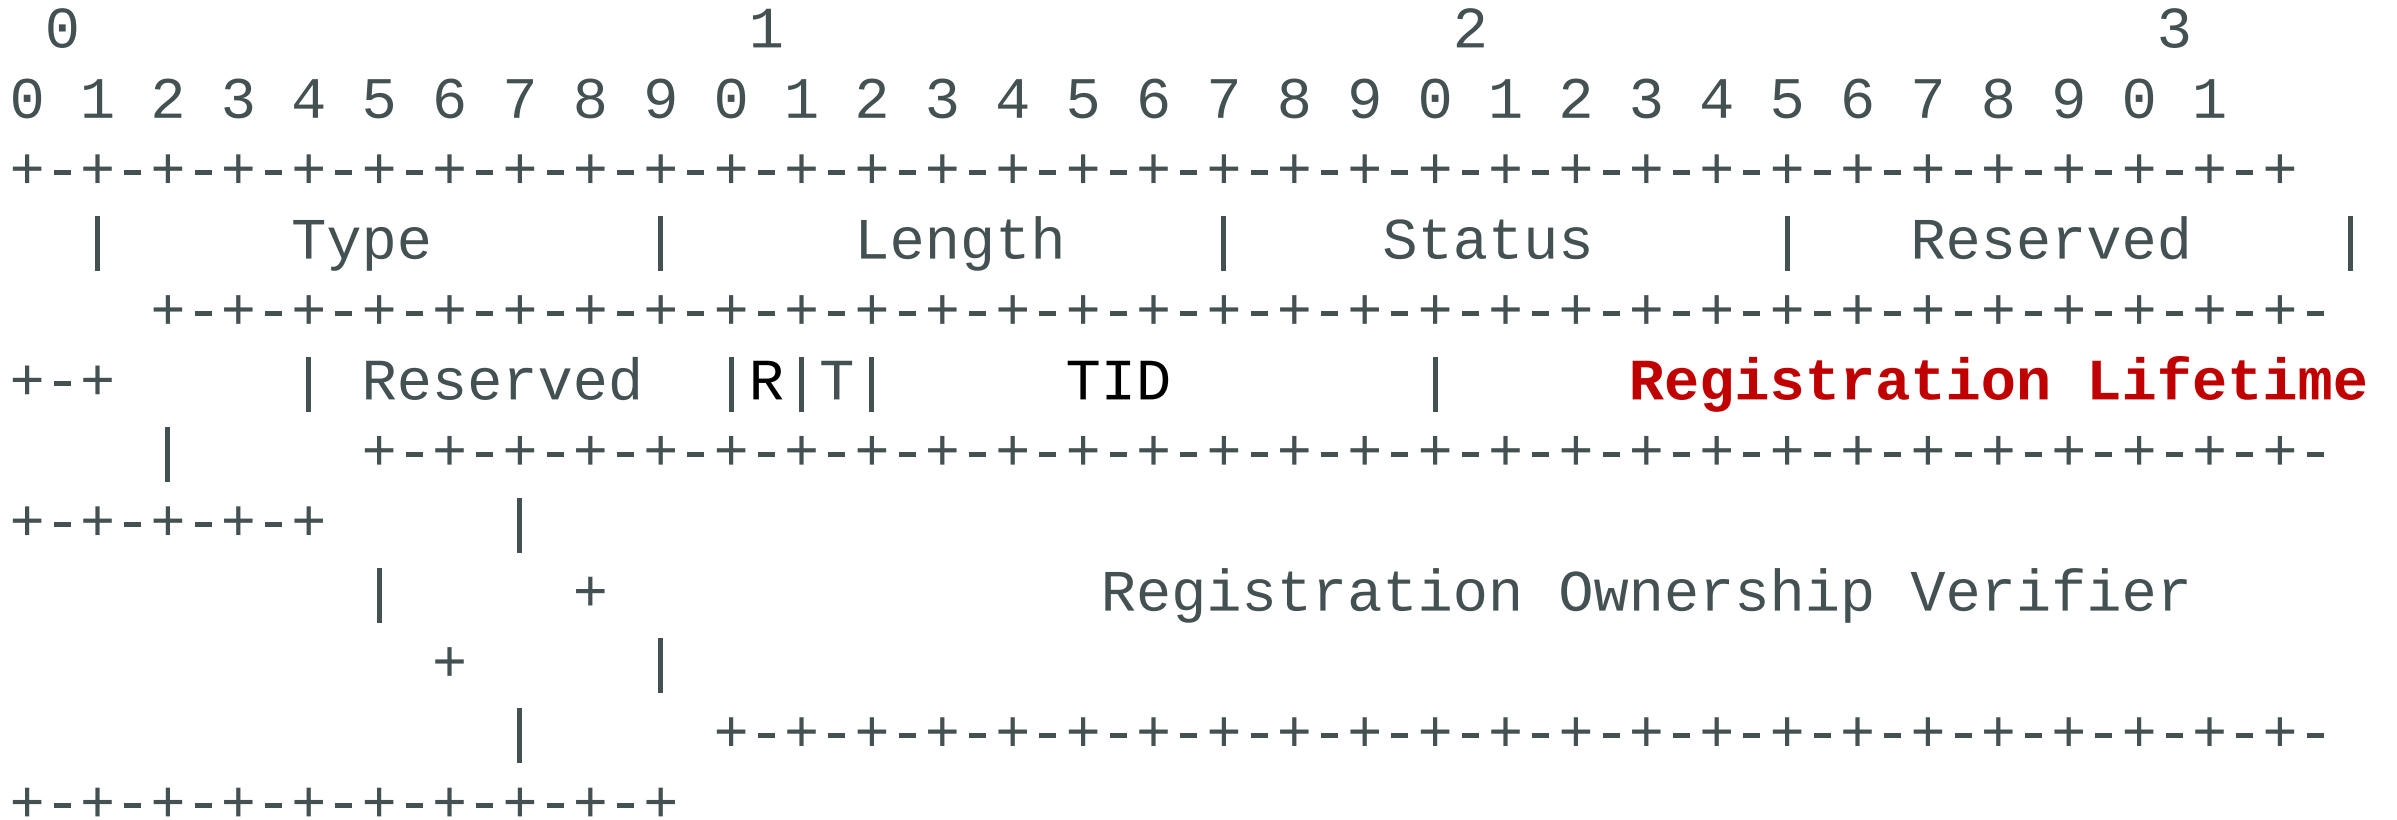 0                   1                   2                   3
0 1 2 3 4 5 6 7 8 9 0 1 2 3 4 5 6 7 8 9 0 1 2 3 4 5 6 7 8 9 0 1
+-+-+-+-+-+-+-+-+-+-+-+-+-+-+-+-+-+-+-+-+-+-+-+-+-+-+-+-+-+-+-+-+
  |     Type      |     Length    |    Status     |   Reserved    |
    +-+-+-+-+-+-+-+-+-+-+-+-+-+-+-+-+-+-+-+-+-+-+-+-+-+-+-+-+-+-+-
+-+     | Reserved  |R|T|     TID       |     Registration Lifetime
    |     +-+-+-+-+-+-+-+-+-+-+-+-+-+-+-+-+-+-+-+-+-+-+-+-+-+-+-+-
+-+-+-+-+     |
          |     +              Registration Ownership Verifier
            +     |
              |     +-+-+-+-+-+-+-+-+-+-+-+-+-+-+-+-+-+-+-+-+-+-+-
+-+-+-+-+-+-+-+-+-+